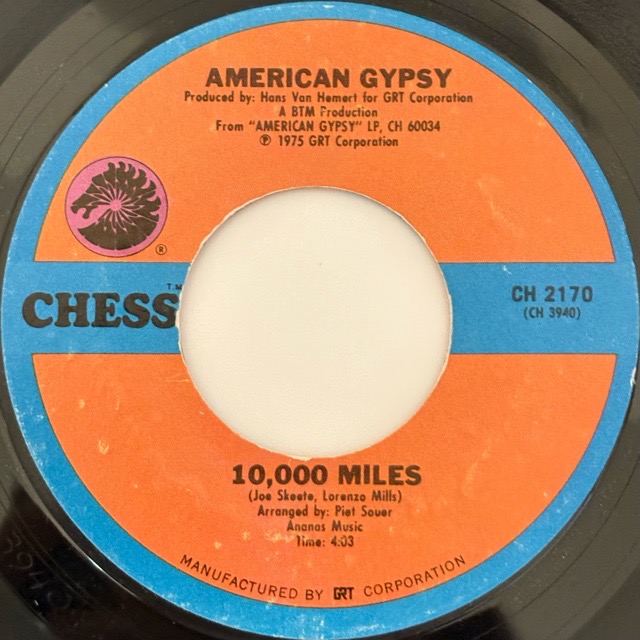 AMERICAN GYPSY
Produced by: Hans Van Hemert for GRT Corporation
A BTM Production
From "AMERICAN GYPSY" LP, CH 60034
℗ 1975 GRT Corporation
®
T.M.
CHESS
CH 2170
(CH 3940)
10,000 MILES
(Joe Skeete, Lorenzo Mills)
Arranged by: Piet Souer
Ananas Music
Time: 4:03
MANUFACTURED BY GRT CORPORATION